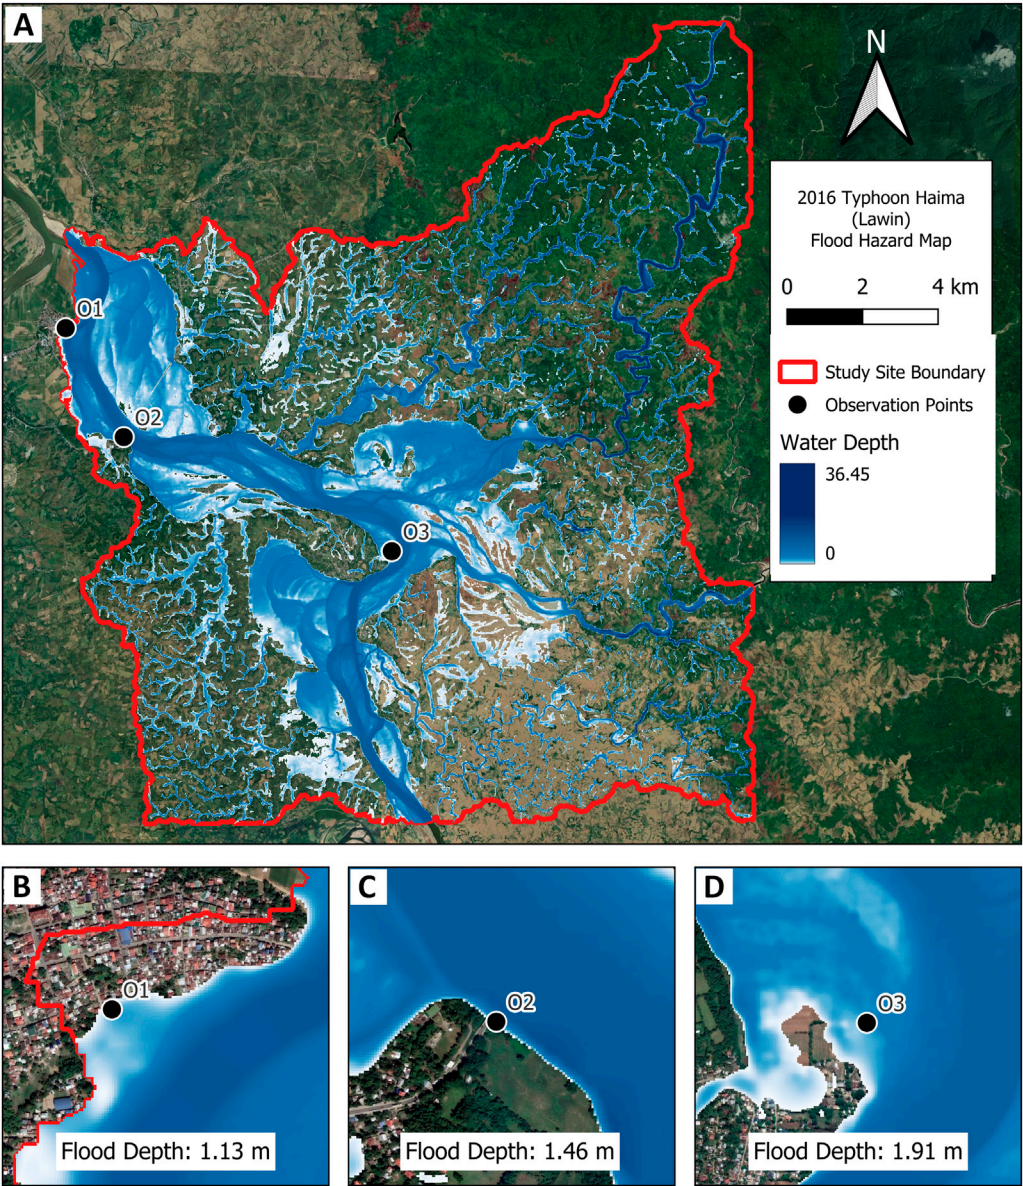 A
N
2016 Typhoon Haima
(Lawin)
Flood Hazard Map
0 2 4 km
Study Site Boundary
Observation Points
Water Depth
36.45
0
O1
O2
O3
B
O1
Flood Depth: 1.13 m
C
O2
Flood Depth: 1.46 m
D
O3
Flood Depth: 1.91 m